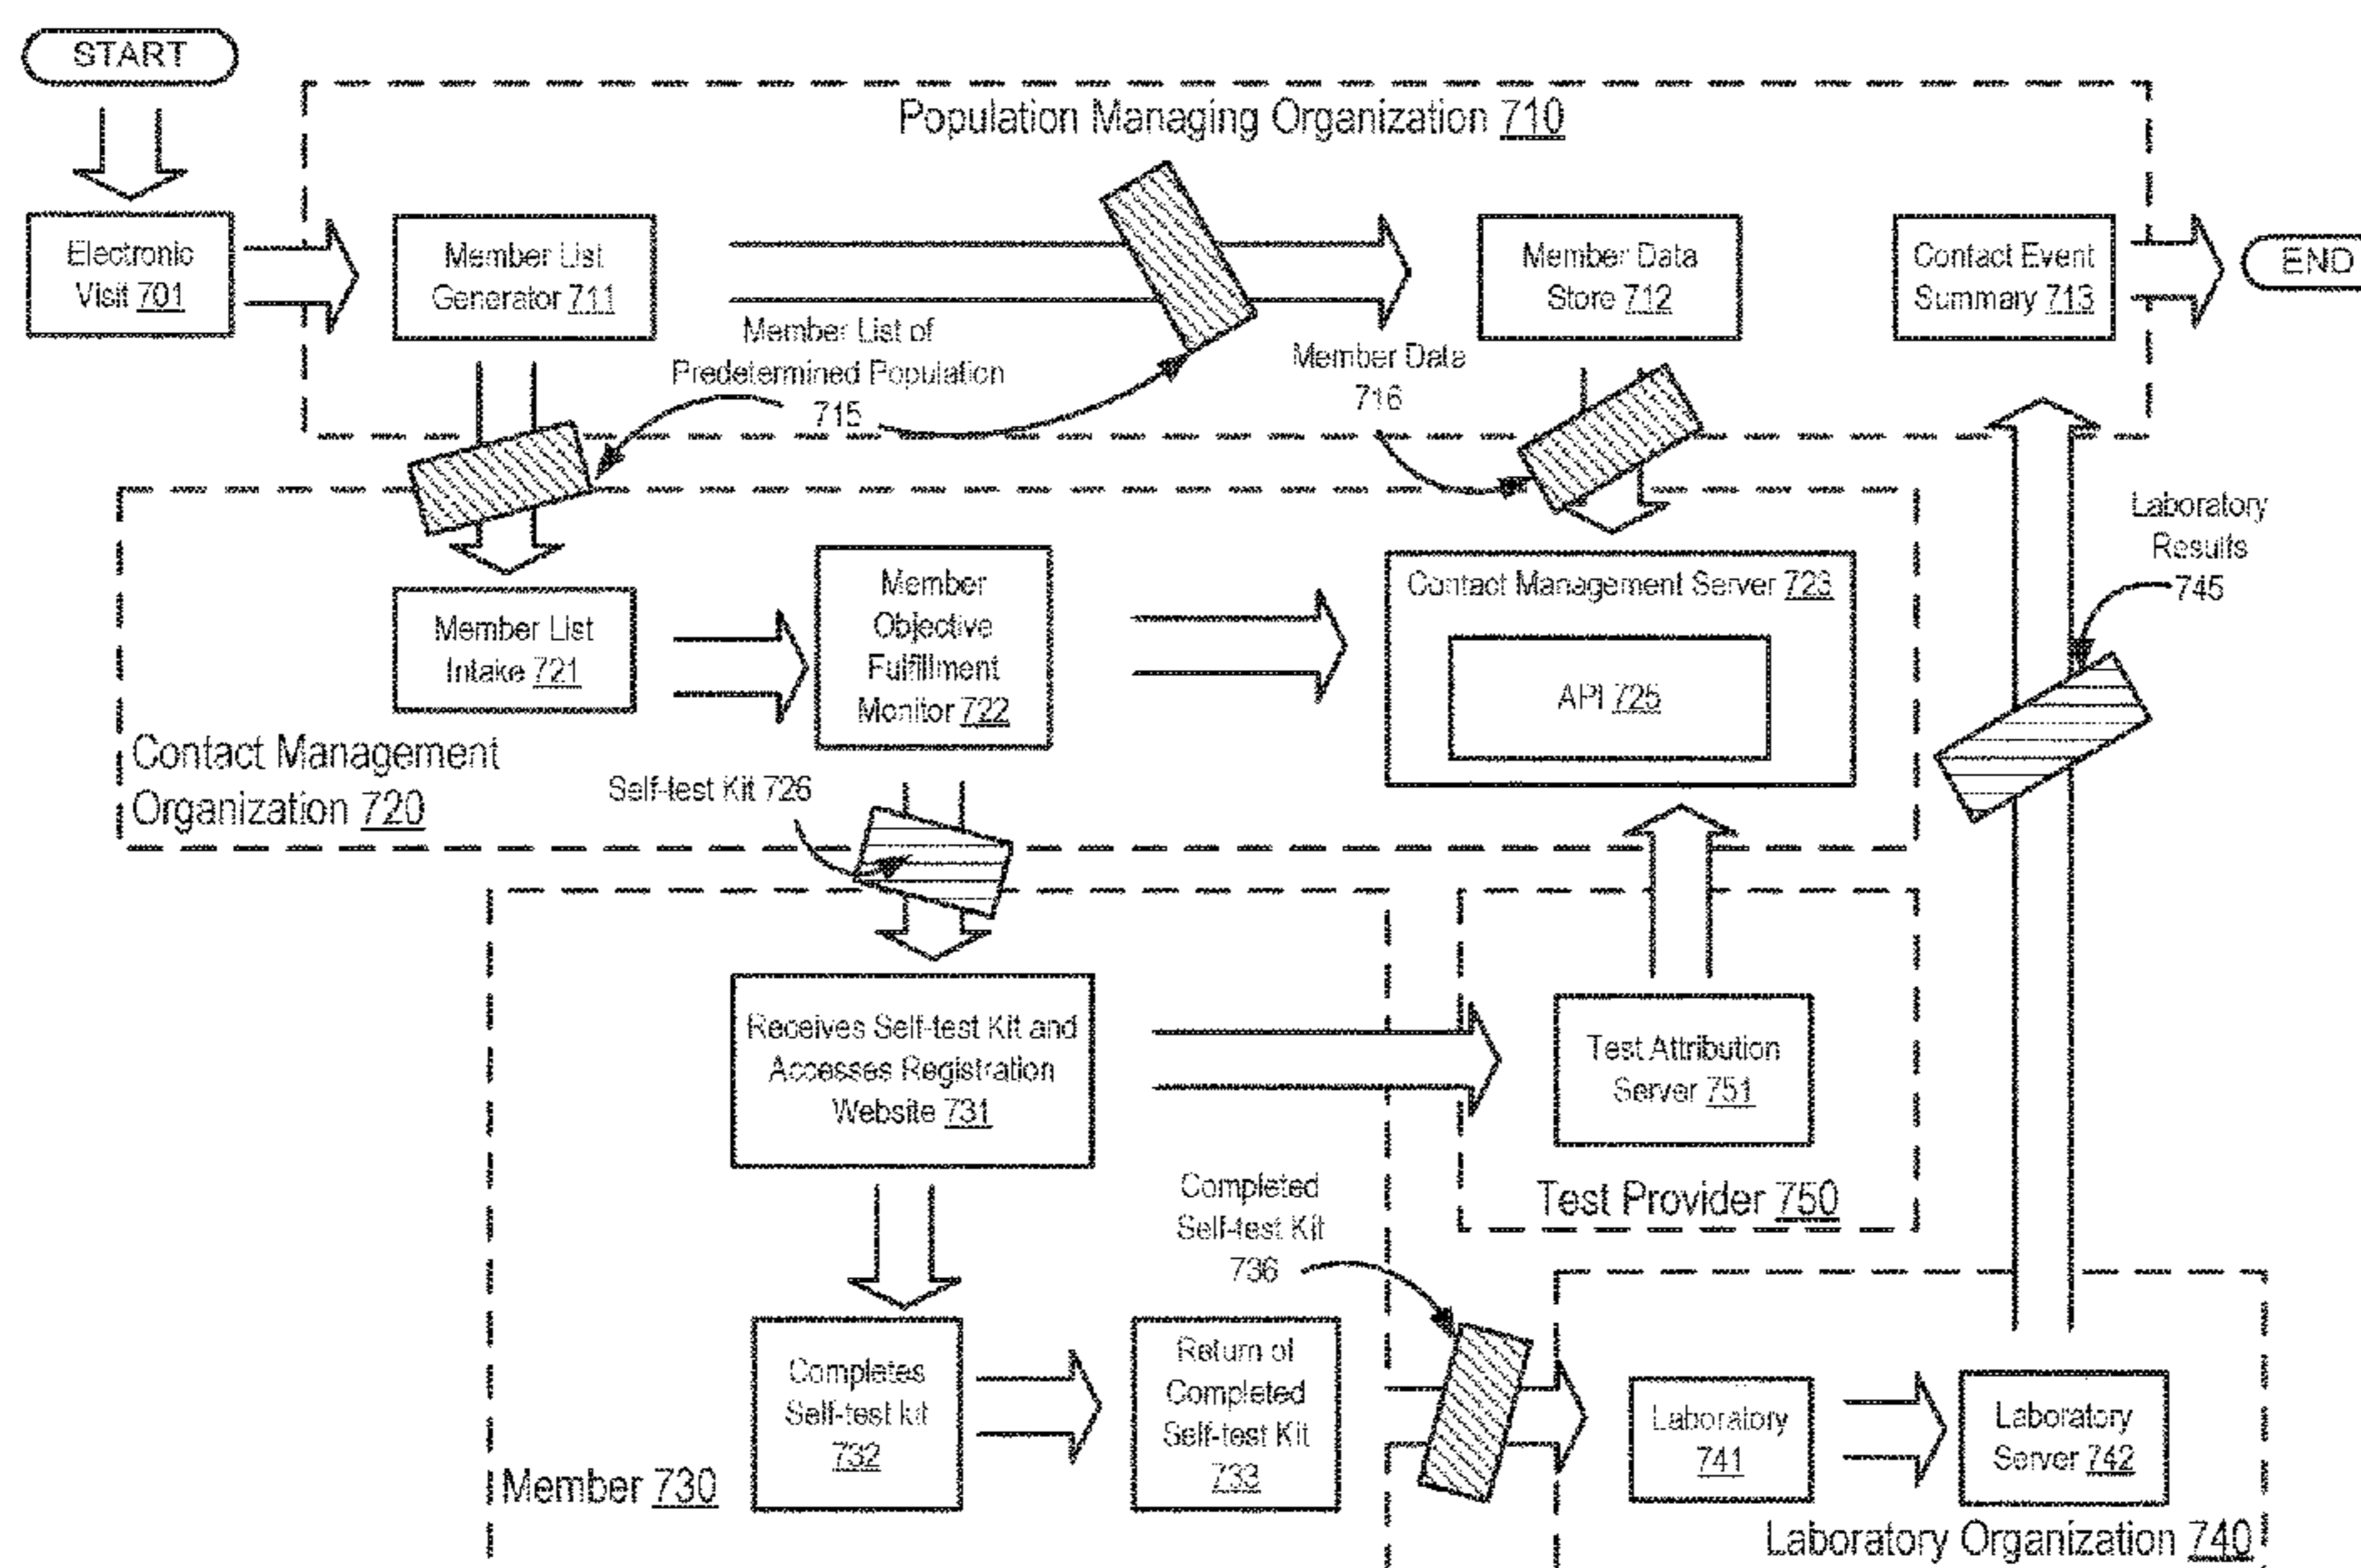 START
Population Managing Organization 710
Electronic
Visit 701
Member List
Generator 711
Member Data
Store 712
Contact Event
Summary 713
END
Member List of
Predetermined Population
715
Member Data
716
Laboratory
Results
745
Member List
Intake 721
Member
Objective
Fulfillment
Monitor 722
Contact Management Server 723
API 725
Contact Management
Organization 720
Self-test Kit 726
Receives Self-test Kit and
Accesses Registration
Website 731
Test Attribution
Server 751
Test Provider 750
Completed
Self-test Kit
736
Completes
Self-test kit
732
Return of
Completed
Self-test Kit
733
Laboratory
741
Laboratory
Server 742
Member 730
Laboratory Organization 740